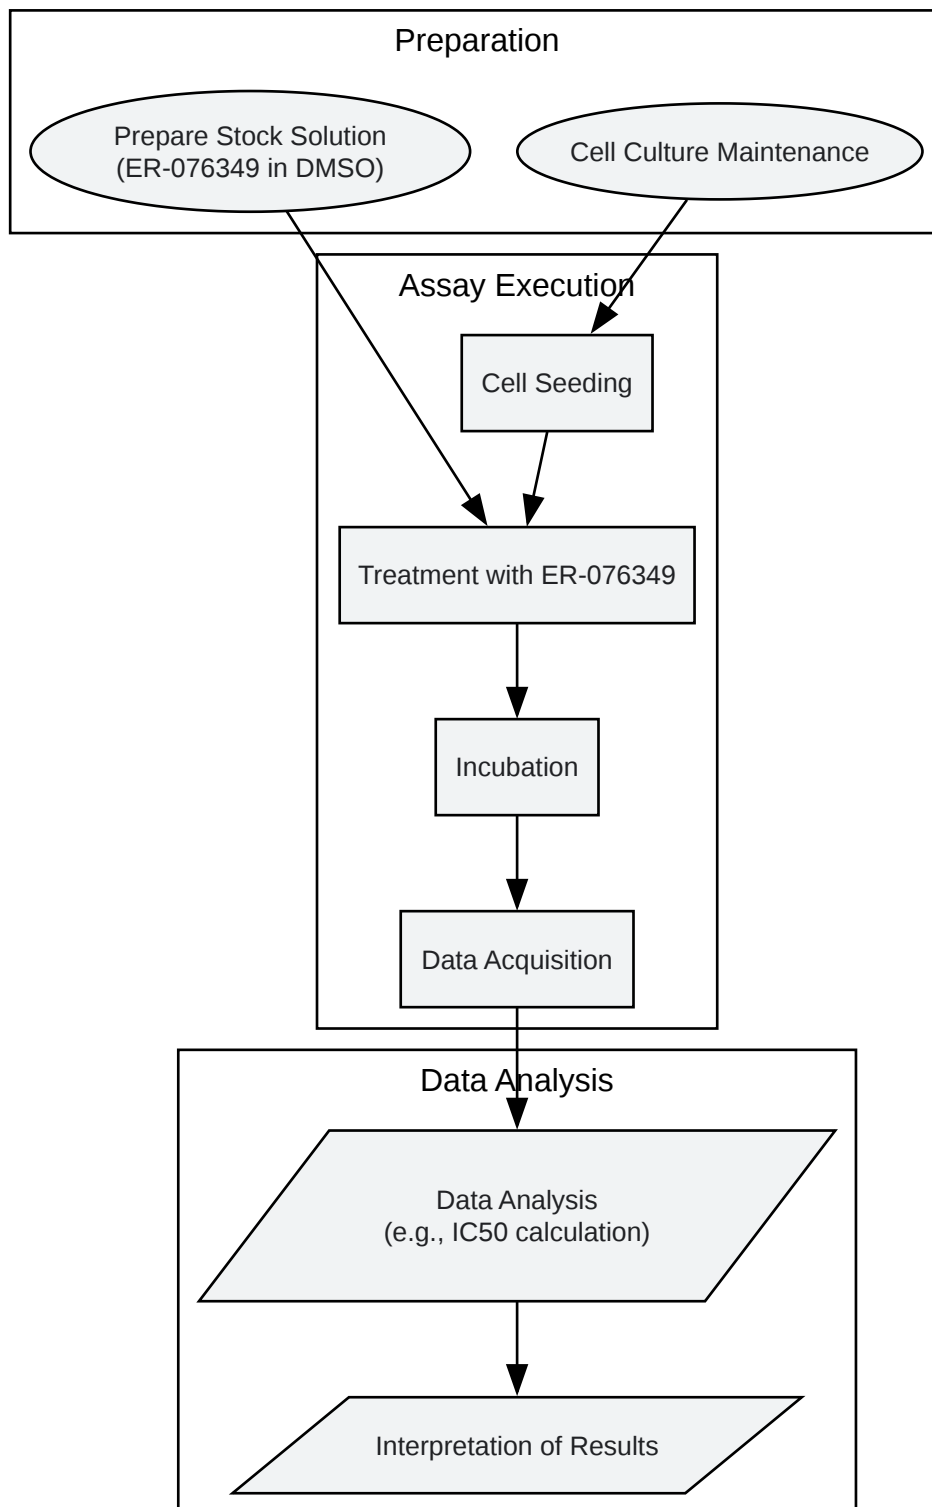 Preparation
Prepare Stock Solution
(ER-076349 in DMSO)
Cell Culture Maintenance
Assay Execution
Cell Seeding
Treatment with ER-076349
Incubation
Data Acquisition
Data Analysis
Data Analysis
(e.g., IC50 calculation)
Interpretation of Results